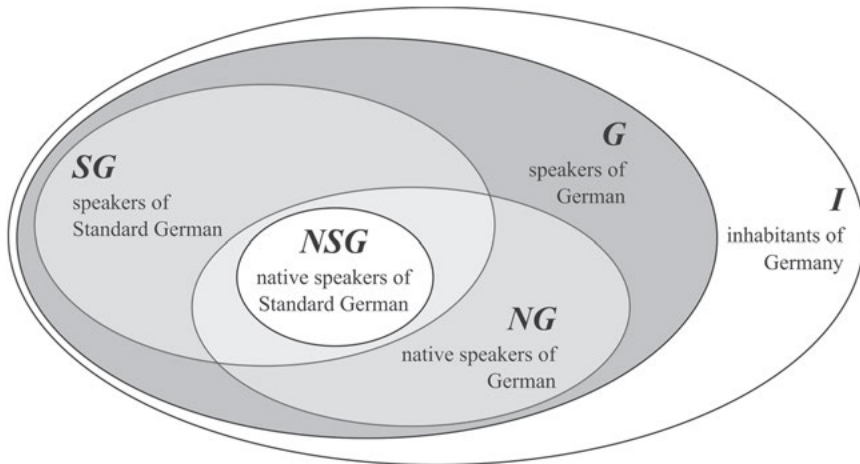 G
speakers of
German
SG
speakers of
Standard German
I
inhabitants of
Germany
NSG
native speakers of
Standard German
NG
native speakers of
German